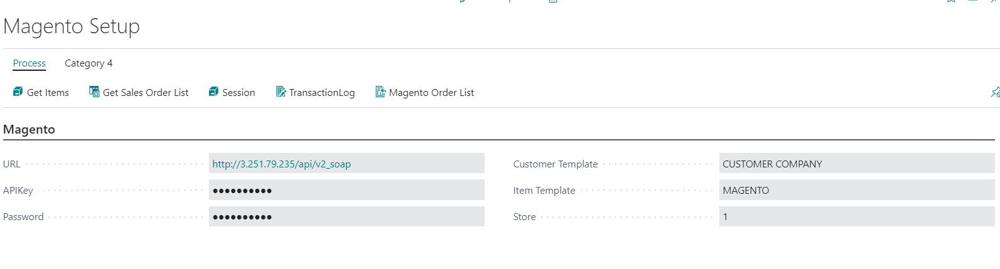 Magento Setup
Process Category 4
Get Items Get Sales Order List Session TransactionLog Magento Order List
Magento
URL http://3.251.79.235/api/v2_soap Customer Template CUSTOMER COMPANY
APIKey ●●●●●●●●●● Item Template MAGENTO
Password ●●●●●●●●●● Store 1